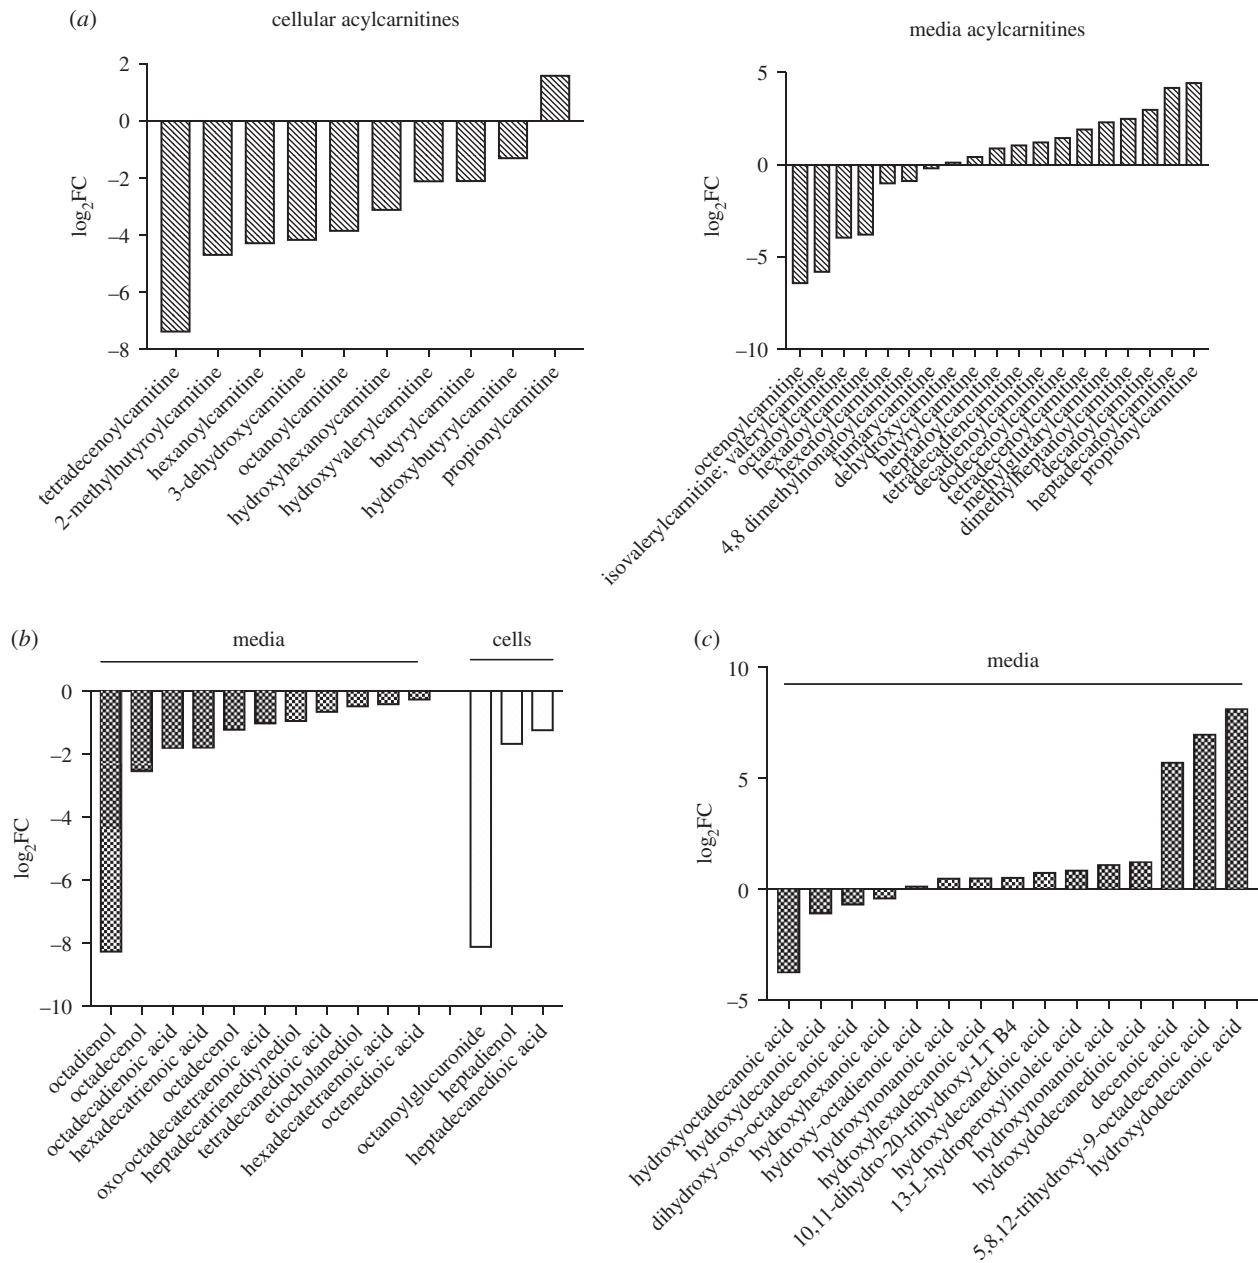 (a)
cellular acylcarnitines
log2FC
2
0
–2
–4
–6
–8
tetradecenoylcarnitine
2-methylbutyroylcarnitine
hexanoylcarnitine
3-dehydroxycarnitine
octanoylcarnitine
hydroxyhexanoycarnitine
hydroxyvalerylcarnitine
butyrylcarnitine
hydroxybutyrylcarnitine
propionylcarnitine
media acylcarnitines
log2FC
5
0
–5
–10
octenoylcarnitine
isovalerylcarnitine; valerylcarnitine
octanoylcarnitine
hexanoylcarnitine
hexenoylcarnitine
4,8 dimethylnonanoylcarnitine
fumarycarnitine
dehydroxycarnitine
butyrylcarnitine
heptanoylcarnitine
tetradecadiencarnitine
decenoylcarnitine
dodecenoylcarnitine
tetradecenoylcarnitine
methylglutarylcarnitine
dimethylheptanoylcarnitine
decanoylcarnitine
heptadecanoylcarnitine
propionylcarnitine
(b)
media
cells
log2FC
0
–2
–4
–6
–8
–10
octadienol
octadecenol
octadecadienoic acid
hexadecatrienoic acid
octadecenol
oxo-octadecatetraenoic acid
heptadecatrienediynediol
tetradecanedioic acid
etiocholanediol
hexadecatetraenoic acid
octenedioic acid
octanoylglucuronide
heptadienol
heptadecanedioic acid
(c)
media
log2FC
10
5
0
–5
hydroxyoctadecanoic acid
hydroxydecanoic acid
dihydroxy-oxo-octadecenoic acid
hydroxyhexanoic acid
hydroxy-octadienoic acid
hydroxynonanoic acid
hydroxyhexadecanoic acid
10,11-dihydro-20-trihydroxy-LT B4
hydroxydecanedioic acid
13-L-hydroperoxylinoleic acid
hydroxynonanoic acid
hydroxydodecanedioic acid
decenoic acid
5,8,12-trihydroxy-9-octadecenoic acid
hydroxydodecanoic acid